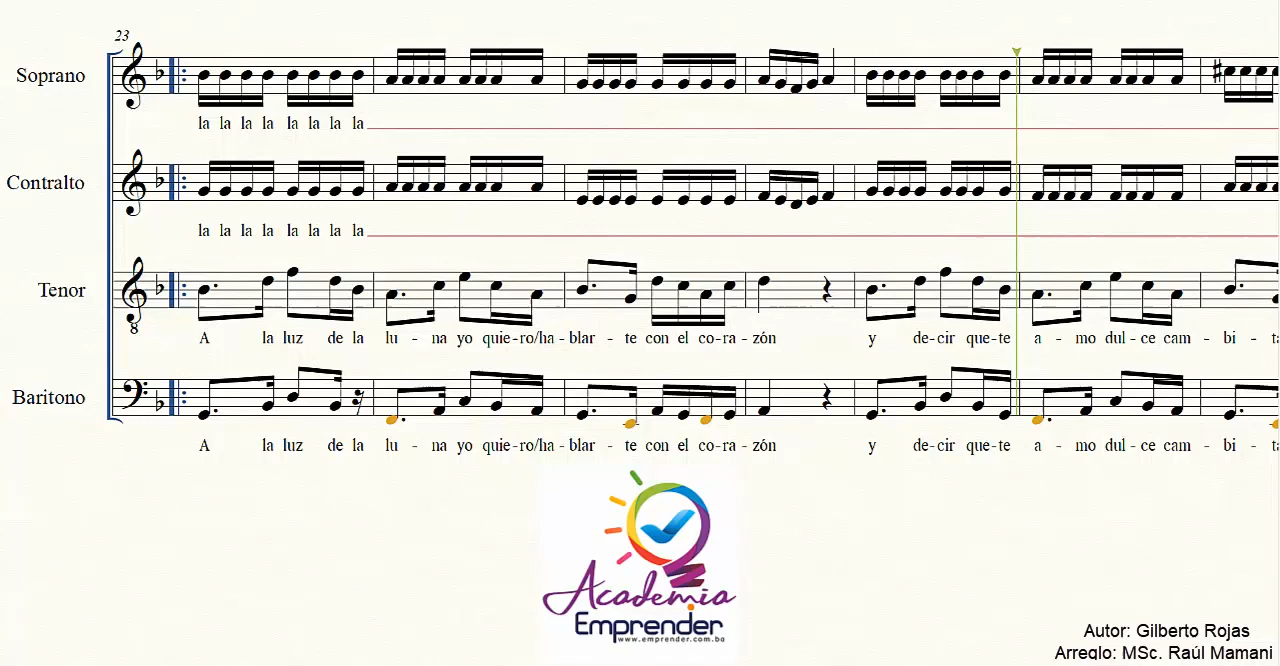 23
Soprano
la la la la la la la la
Contralto
la la la la la la la la
Tenor
8
A la luz de la lu - na yo quie-ro/ha - blar - te con el co-ra - zón y de-cir que-te a - mo dul - ce cam - bi - t
Baritono
A la luz de la lu - na yo quie-ro/ha - blar - te con el co-ra - zón y de-cir que-te a - mo dul - ce cam - bi - ta
Academia
Emprender
www.emprender.com.bo
Autor: Gilberto Rojas
Arreglo: MSc. Raúl Mamani